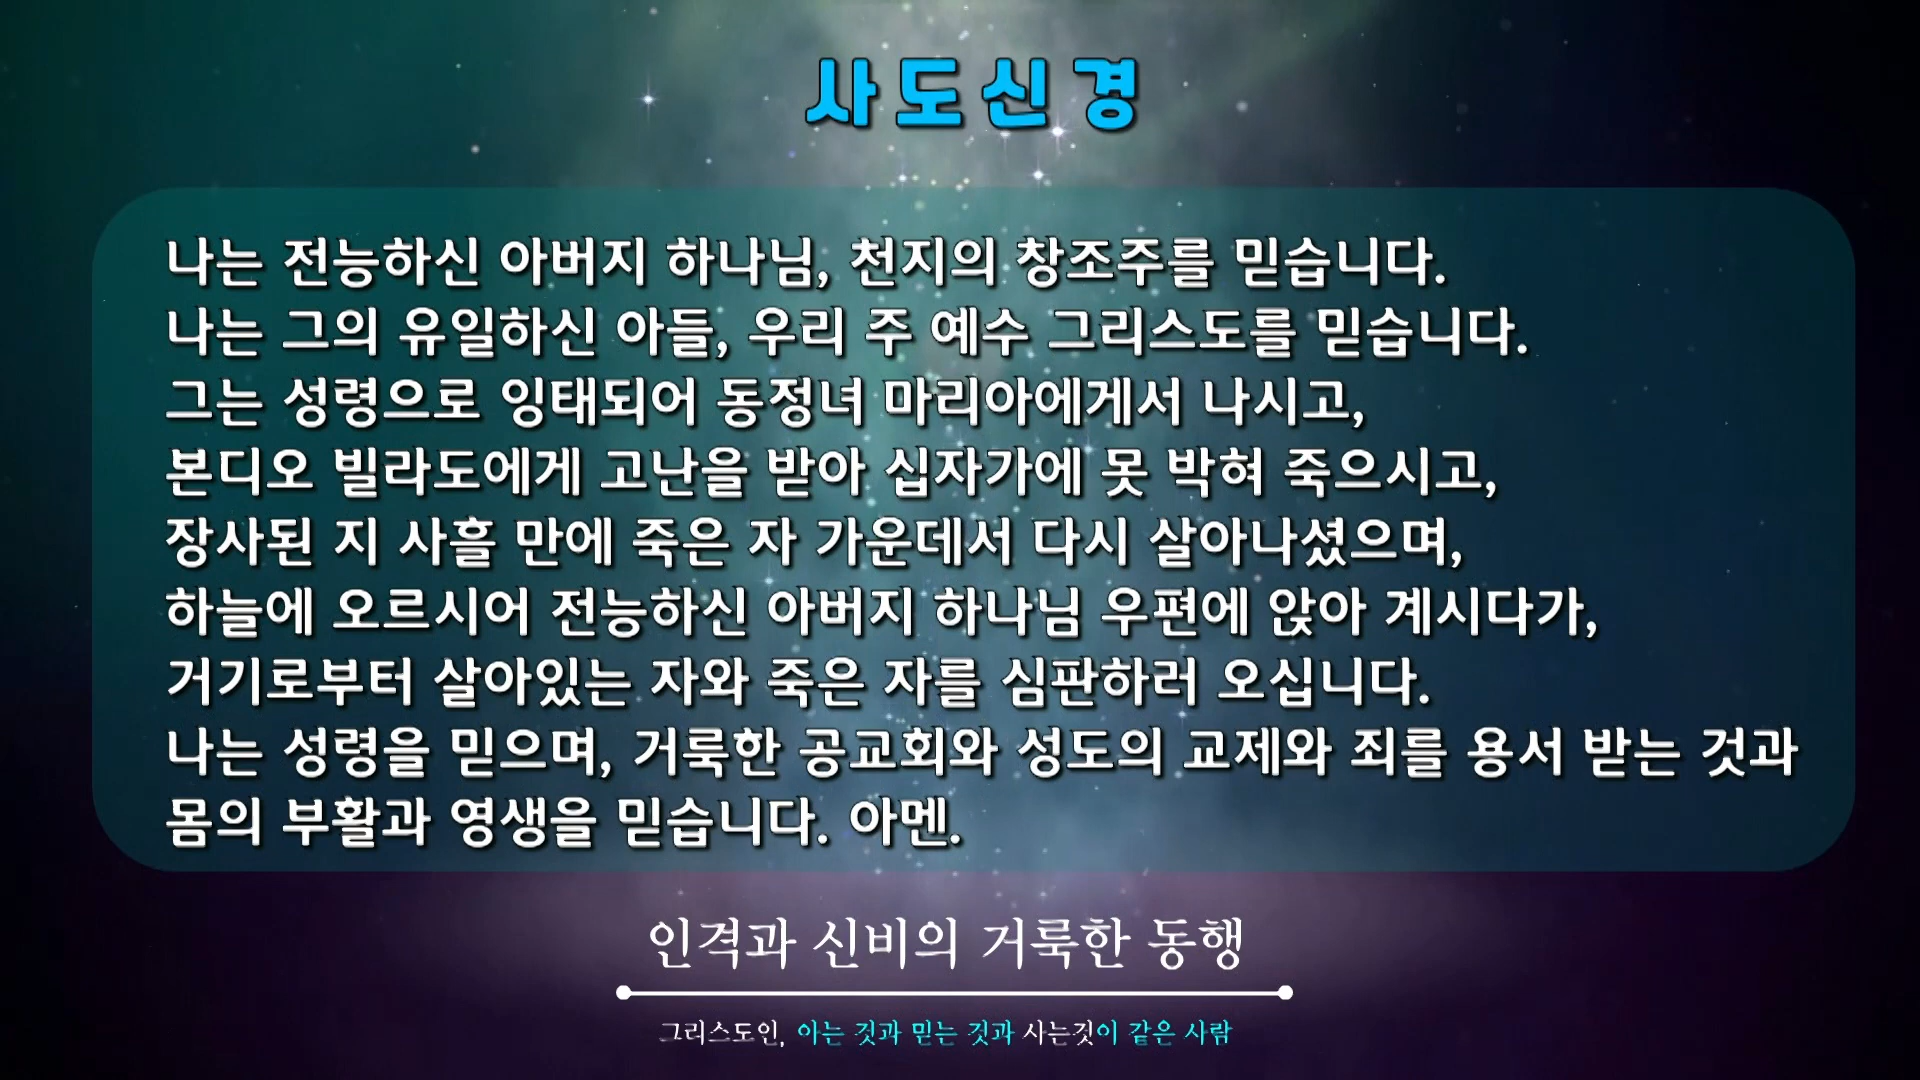 사도신경
나는 전능하신 아버지 하나님, 천지의 창조주를 믿습니다.
나는 그의 유일하신 아들, 우리 주 예수 그리스도를 믿습니다.
그는 성령으로 잉태되어 동정녀 마리아에게서 나시고,
본디오 빌라도에게 고난을 받아 십자가에 못 박혀 죽으시고,
장사된 지 사흘 만에 죽은 자 가운데서 다시 살아나셨으며,
하늘에 오르시어 전능하신 아버지 하나님 우편에 앉아 계시다가,
거기로부터 살아있는 자와 죽은 자를 심판하러 오십니다.
나는 성령을 믿으며, 거룩한 공교회와 성도의 교제와 죄를 용서 받는 것과
몸의 부활과 영생을 믿습니다. 아멘.
인격과 신비의 거룩한 동행
그리스도인, 아는 것과 믿는 것과 사는것이 같은 사람